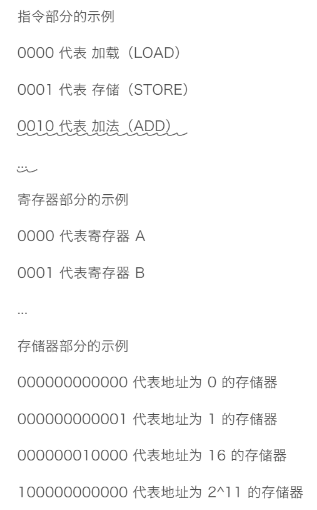 指令部分的示例
0000 代表 加载（LOAD）
0001 代表 存储（STORE）
0010 代表 加法（ADD）
...
寄存器部分的示例
0000 代表寄存器 A
0001 代表寄存器 B
...
存储器部分的示例
000000000000 代表地址为 0 的存储器
000000000001 代表地址为 1 的存储器
000000010000 代表地址为 16 的存储器
100000000000 代表地址为 2^11 的存储器